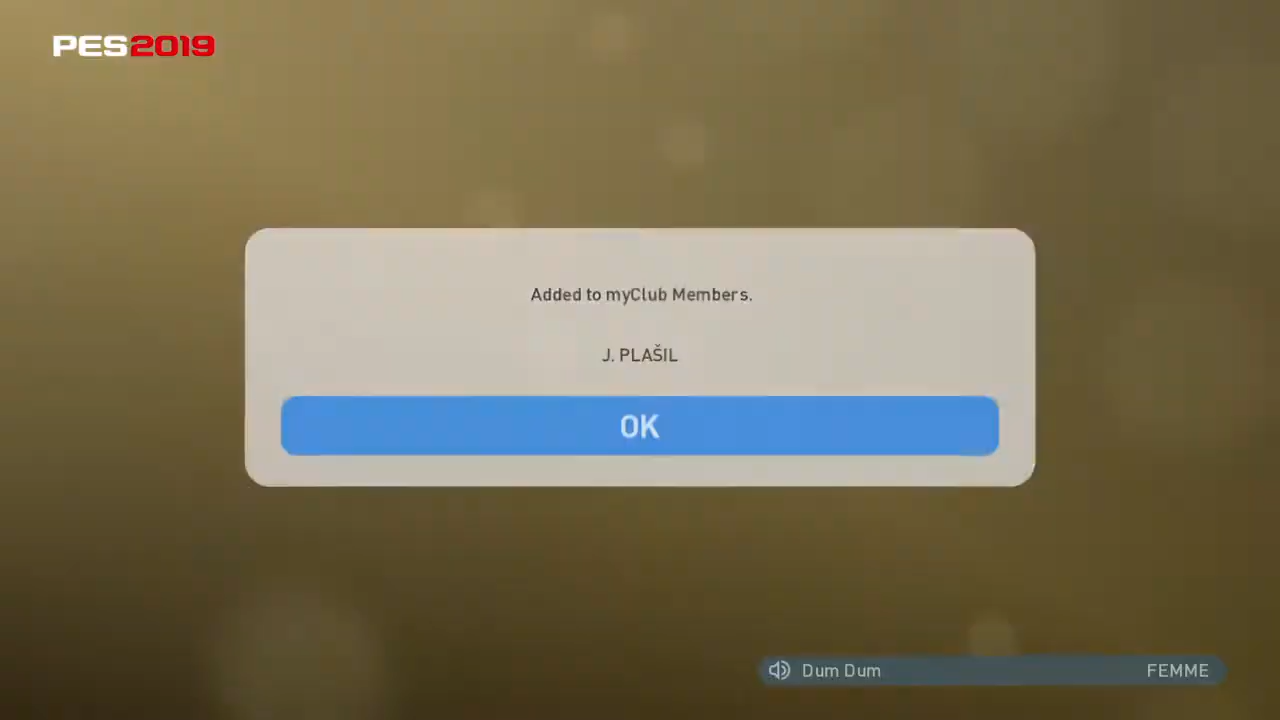 PES2019
Added to myClub Members.
J. PLAŠIL
OK
Dum Dum FEMME